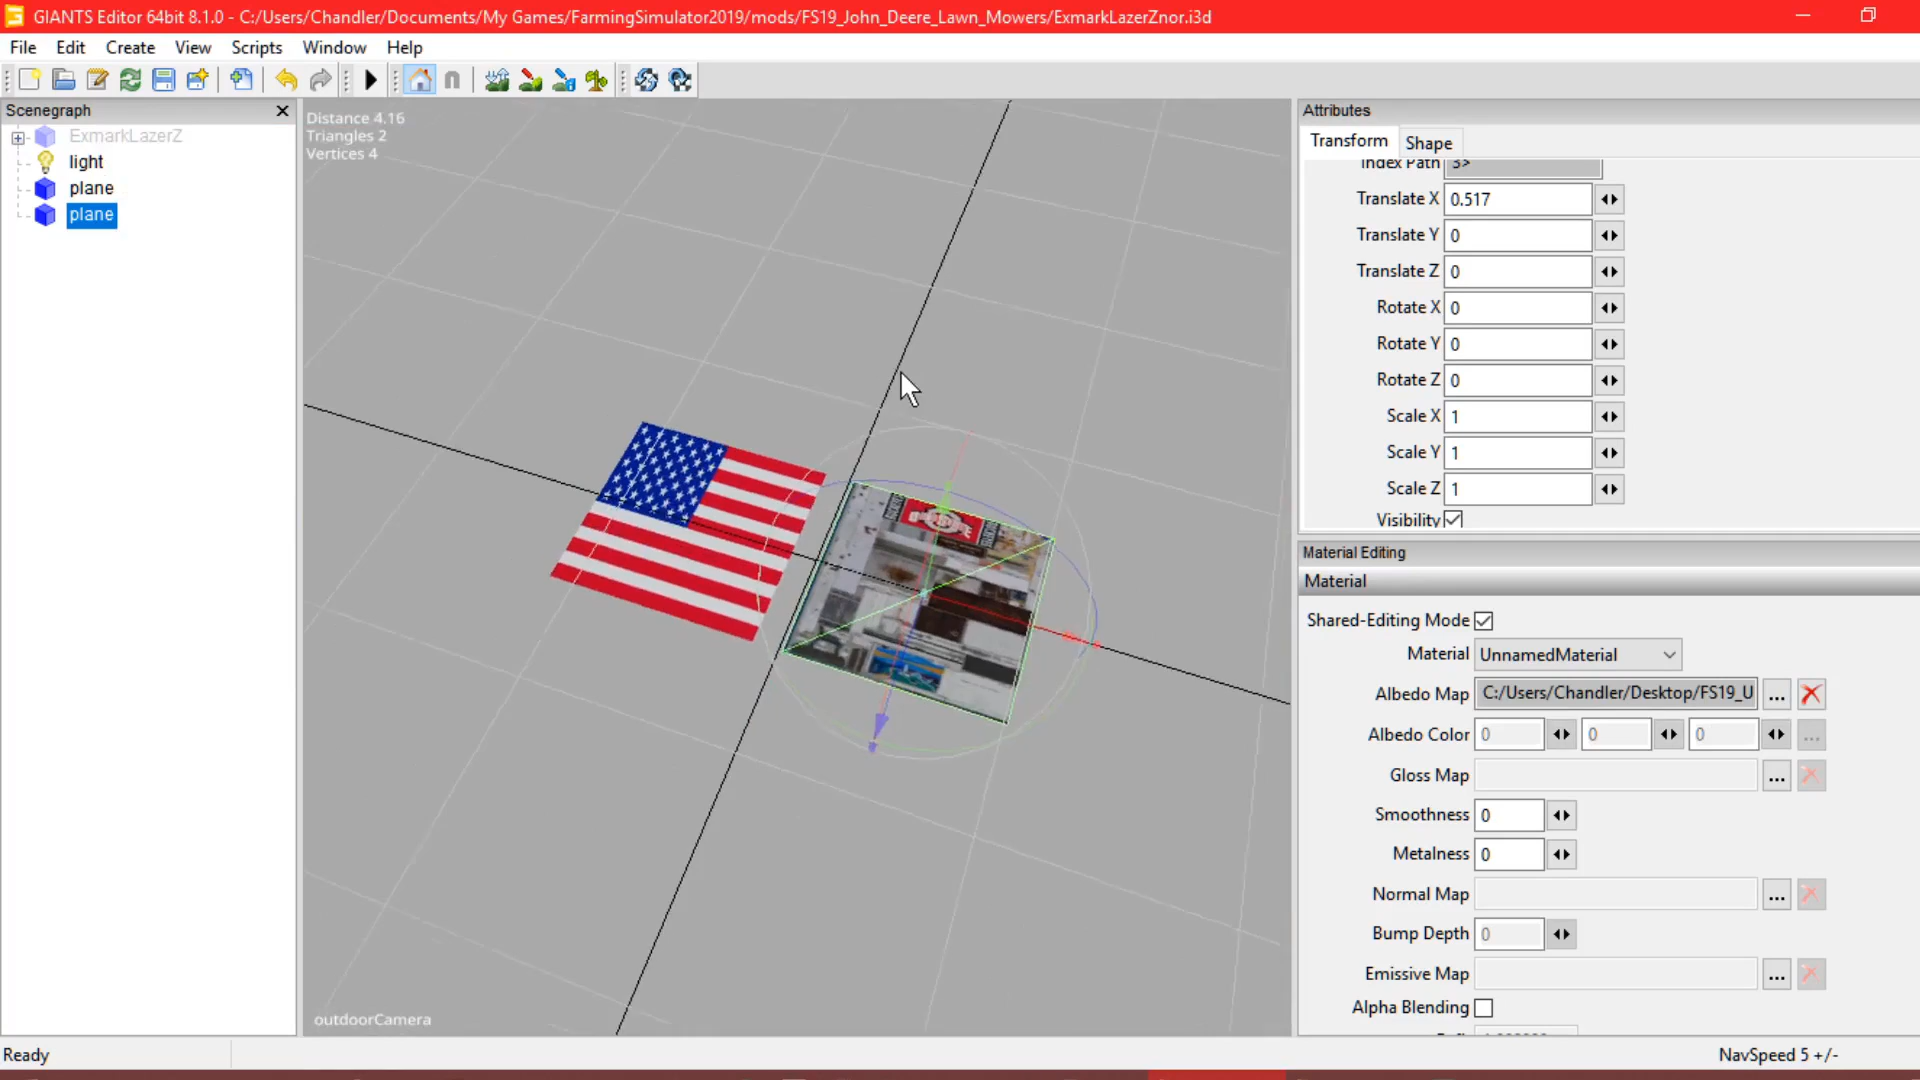 GIANTS Editor 64bit 8.1.0 - C:/Users/Chandler/Documents/My Games/FarmingSimulator2019/mods/FS19_John_Deere_Lawn_Mowers/ExmarkLazerZnor.i3d
File Edit Create View Scripts Window Help
Scenegraph
ExmarkLazerZ
light
plane
plane
Distance 4.16
Triangles 2
Vertices 4
outdoorCamera
Attributes
Transform Shape
Index Path 3>
Translate X 0.517
Translate Y 0
Translate Z 0
Rotate X 0
Rotate Y 0
Rotate Z 0
Scale X 1
Scale Y 1
Scale Z 1
Visibility
Material Editing
Material
Shared-Editing Mode
Material UnnamedMaterial
Albedo Map C:/Users/Chandler/Desktop/FS19_U ...
Albedo Color 0 0 0 ...
Gloss Map ...
Smoothness 0
Metalness 0
Normal Map ...
Bump Depth 0
Emissive Map ...
Alpha Blending
Ready
NavSpeed 5 +/-